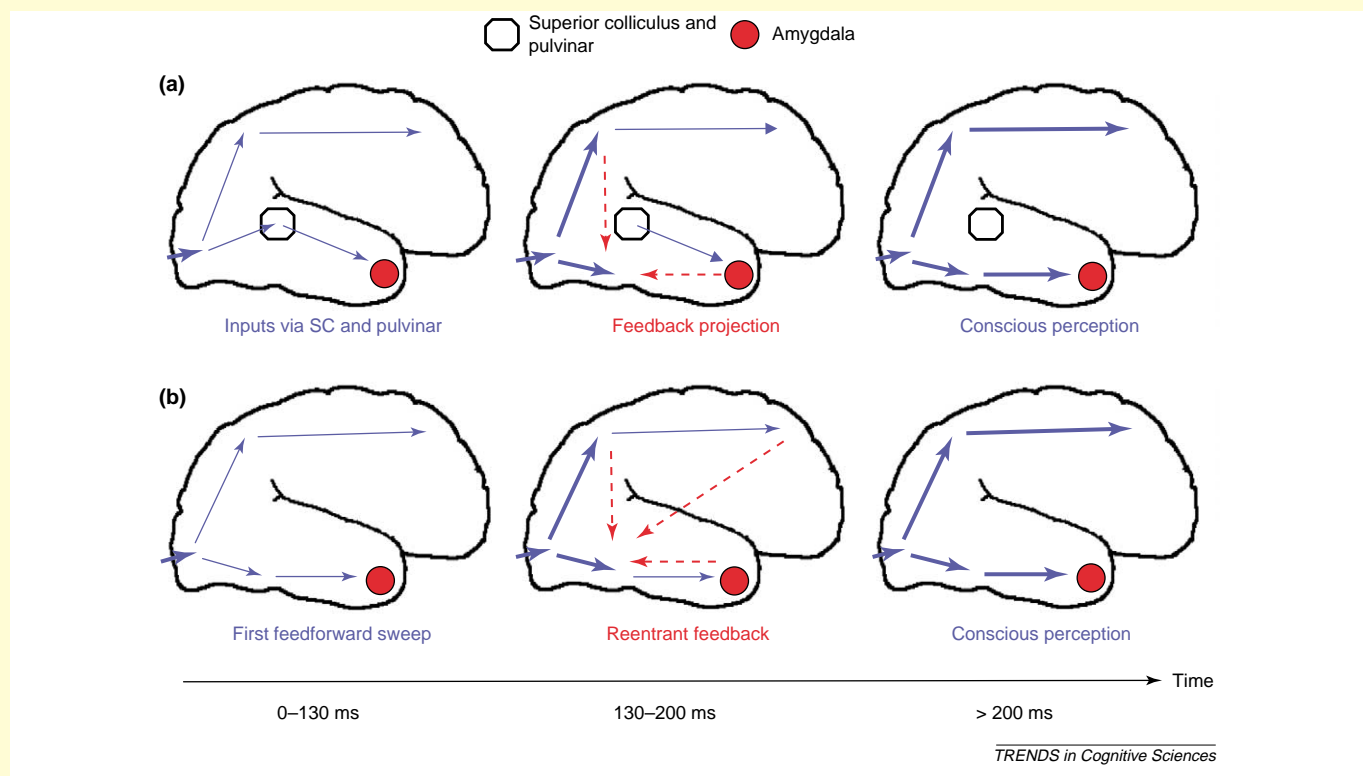 Superior colliculus and
pulvinar
Amygdala
(a)
Inputs via SC and pulvinar
Feedback projection
Conscious perception
(b)
First feedforward sweep
Reentrant feedback
Conscious perception
Time
0–130 ms
130–200 ms
> 200 ms
TRENDS in Cognitive Sciences